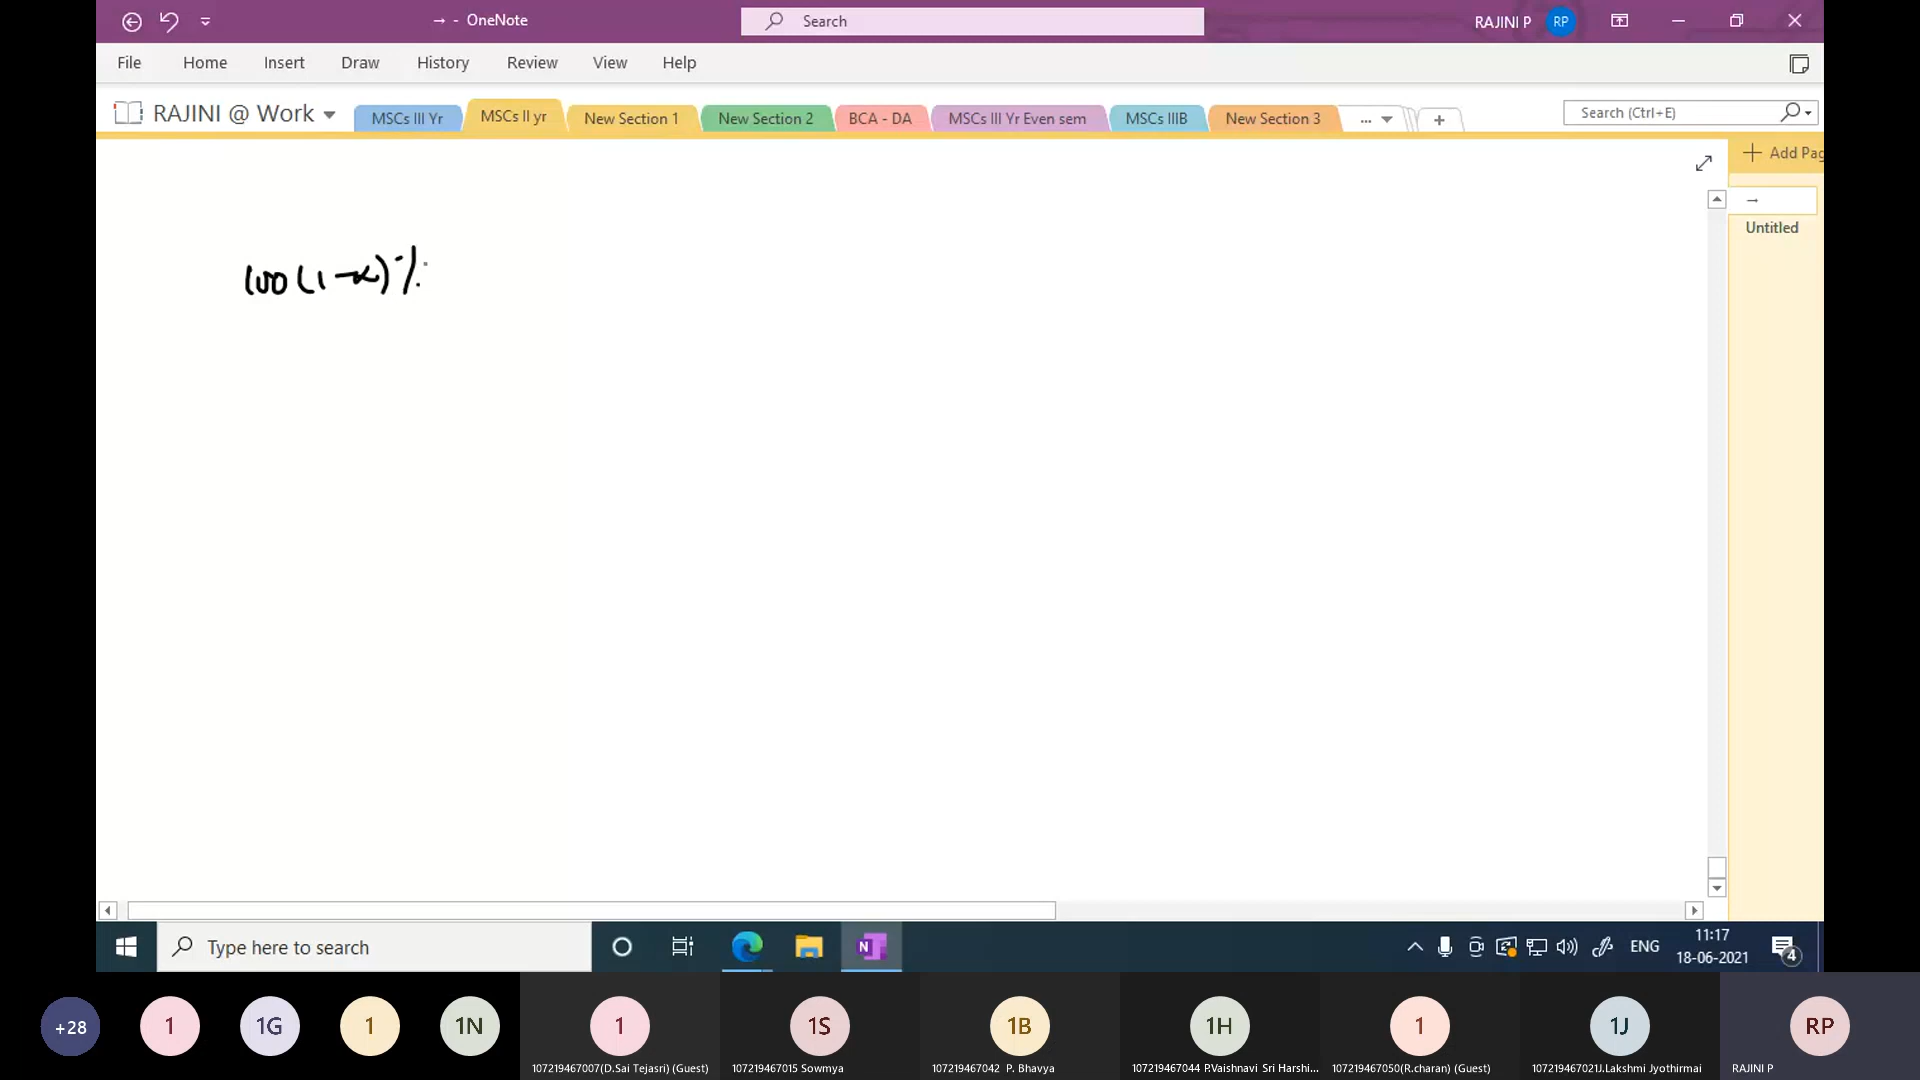 → - OneNote
Search
RAJINI P
RP
File Home Insert Draw History Review View Help
RAJINI @ Work
MSCs III Yr
MSCs II yr
New Section 1
New Section 2
BCA - DA
MSCs III Yr Even sem
MSCs IIIB
New Section 3
...
+
Search (Ctrl+E)
+ Add Pag
→
Untitled
100(1-α)%
Type here to search
N
ENG
11:17
18-06-2021
4
+28
1
1G
1
1N
1
1S
1B
1H
1
1J
RP
107219467007(D.Sai Tejasri) (Guest)
107219467015 Sowmya
107219467042 P. Bhavya
107219467044 P.Vaishnavi Sri Harshi...
107219467050(R.charan) (Guest)
107219467021J.Lakshmi Jyothirmai
RAJINI P